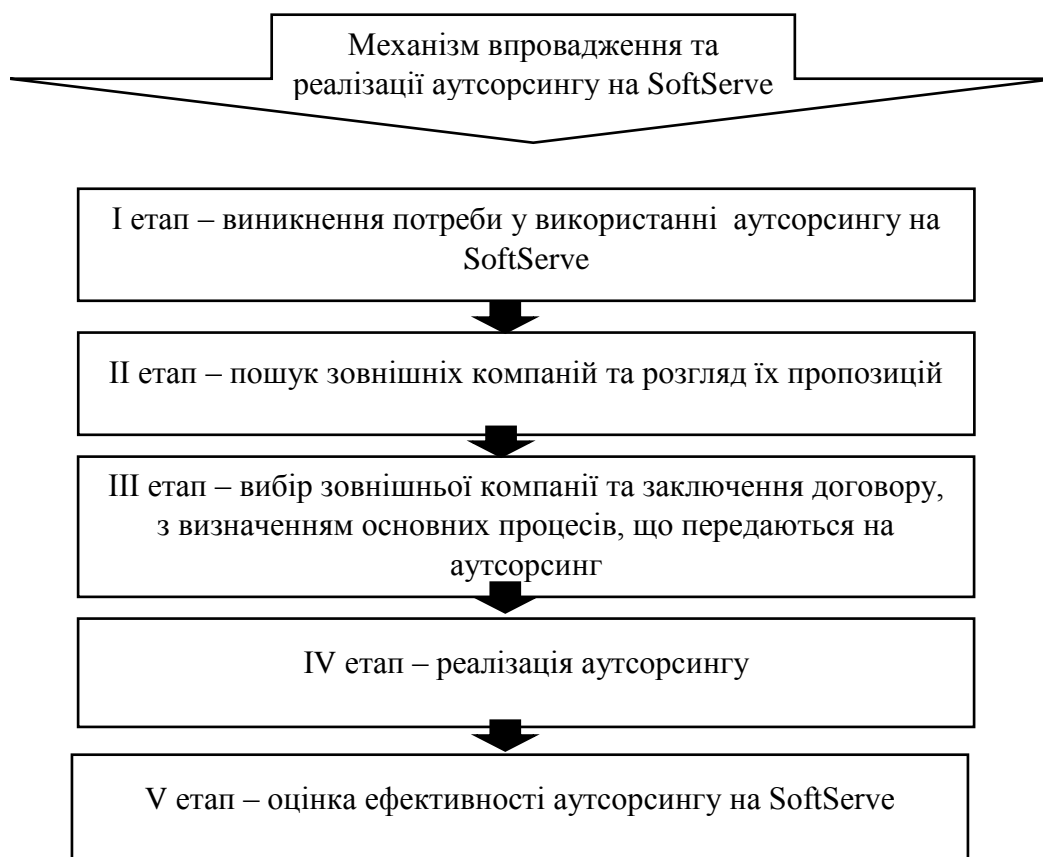 Механізм впровадження та
реалізації аутсорсингу на SoftServe
І етап – виникнення потреби у використанні аутсорсингу на
SoftServe
ІІ етап – пошук зовнішніх компаній та розгляд їх пропозицій
ІІІ етап – вибір зовнішньої компанії та заключення договору,
з визначенням основних процесів, що передаються на
аутсорсинг
IV етап – реалізація аутсорсингу
V етап – оцінка ефективності аутсорсингу на SoftServe